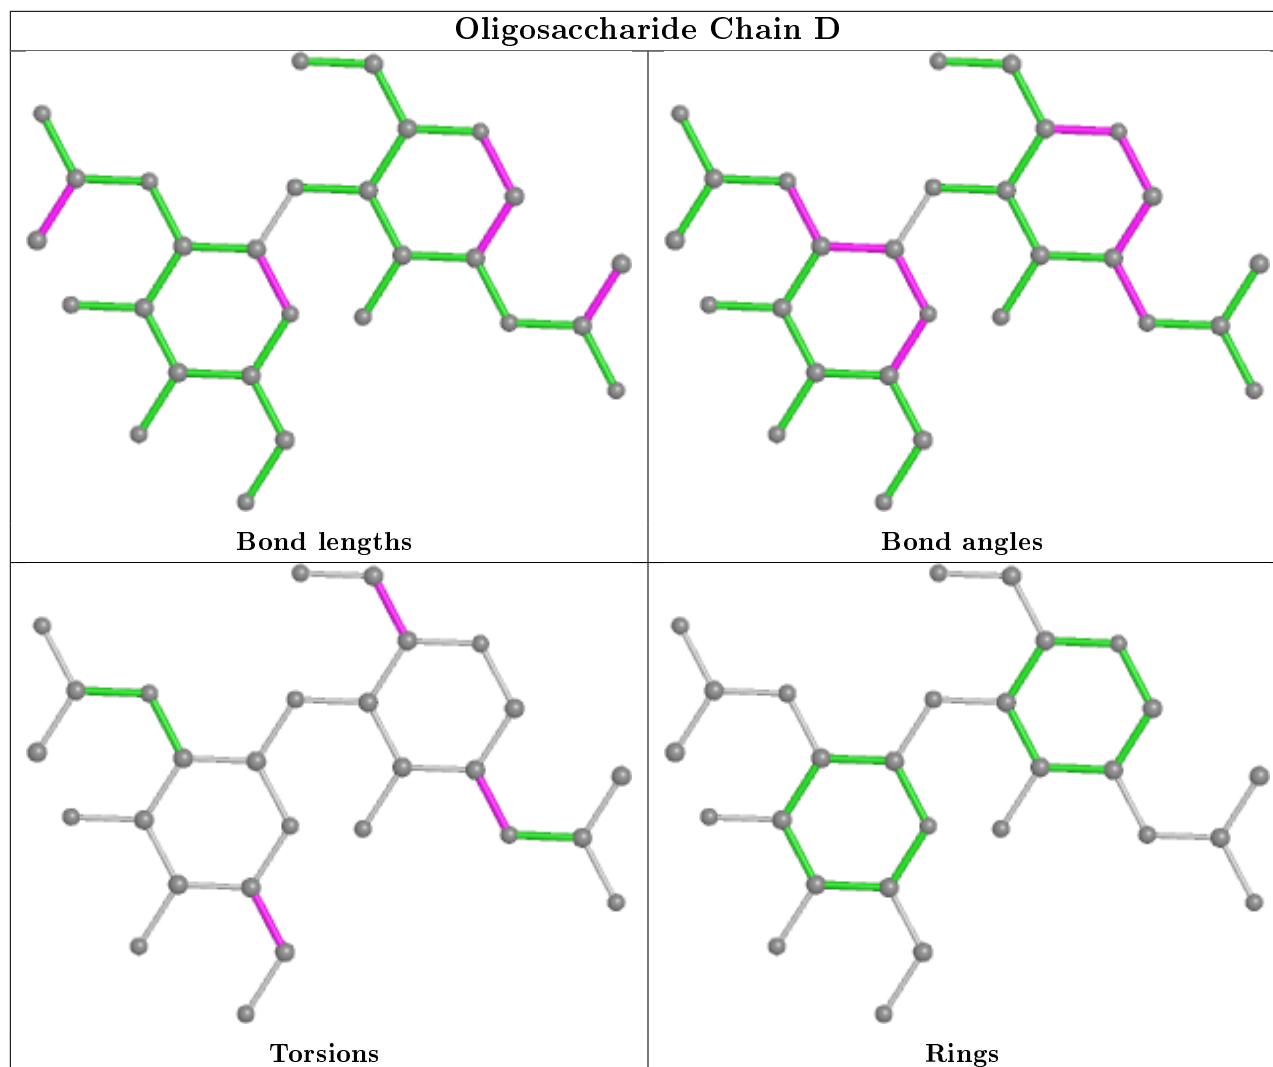 Oligosaccharide Chain D
Bond lengths
Bond angles
Torsions
Rings